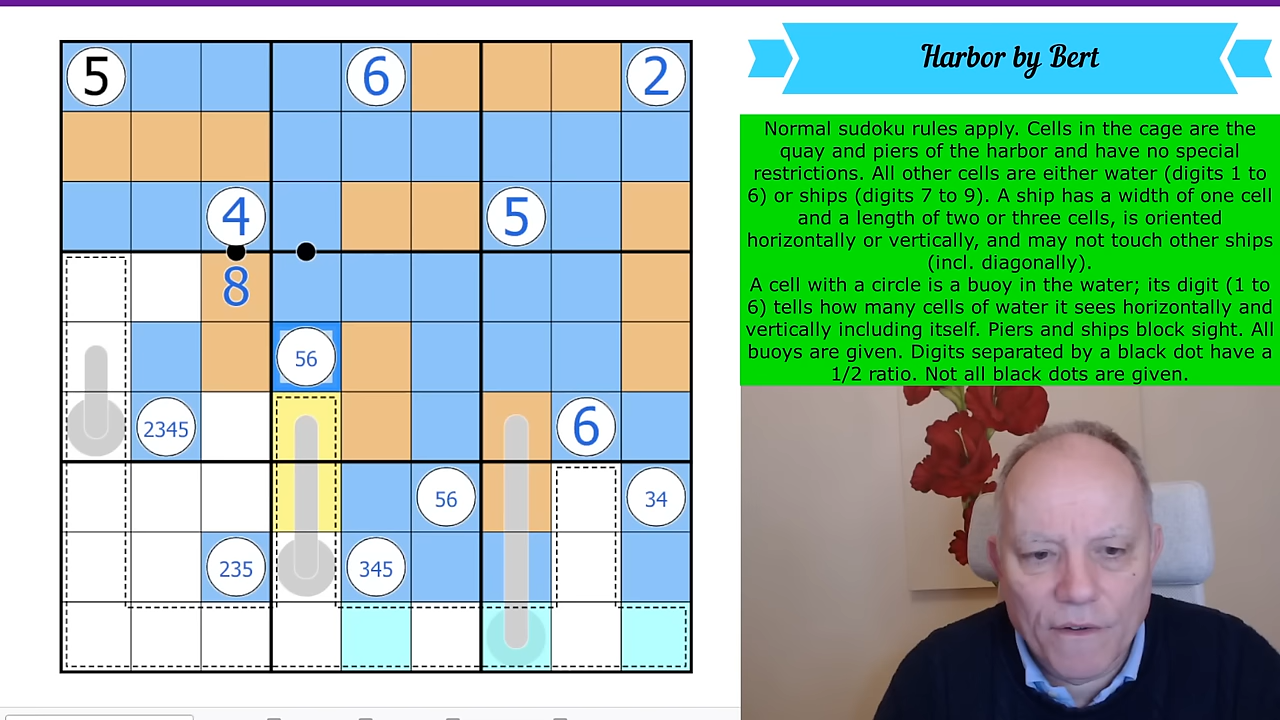 Harbor by Bert
Normal sudoku rules apply. Cells in the cage are the
quay and piers of the harbor and have no special
restrictions. All other cells are either water (digits 1 to
6) or ships (digits 7 to 9). A ship has a width of one cell
and a length of two or three cells, is oriented
horizontally or vertically, and may not touch other ships
(incl. diagonally).
A cell with a circle is a buoy in the water; its digit (1 to
6) tells how many cells of water it sees horizontally and
vertically including itself. Piers and ships block sight. All
buoys are given. Digits separated by a black dot have a
1/2 ratio. Not all black dots are given.
5 6 2
4 5
8
56
2345 6
56 34
235 345